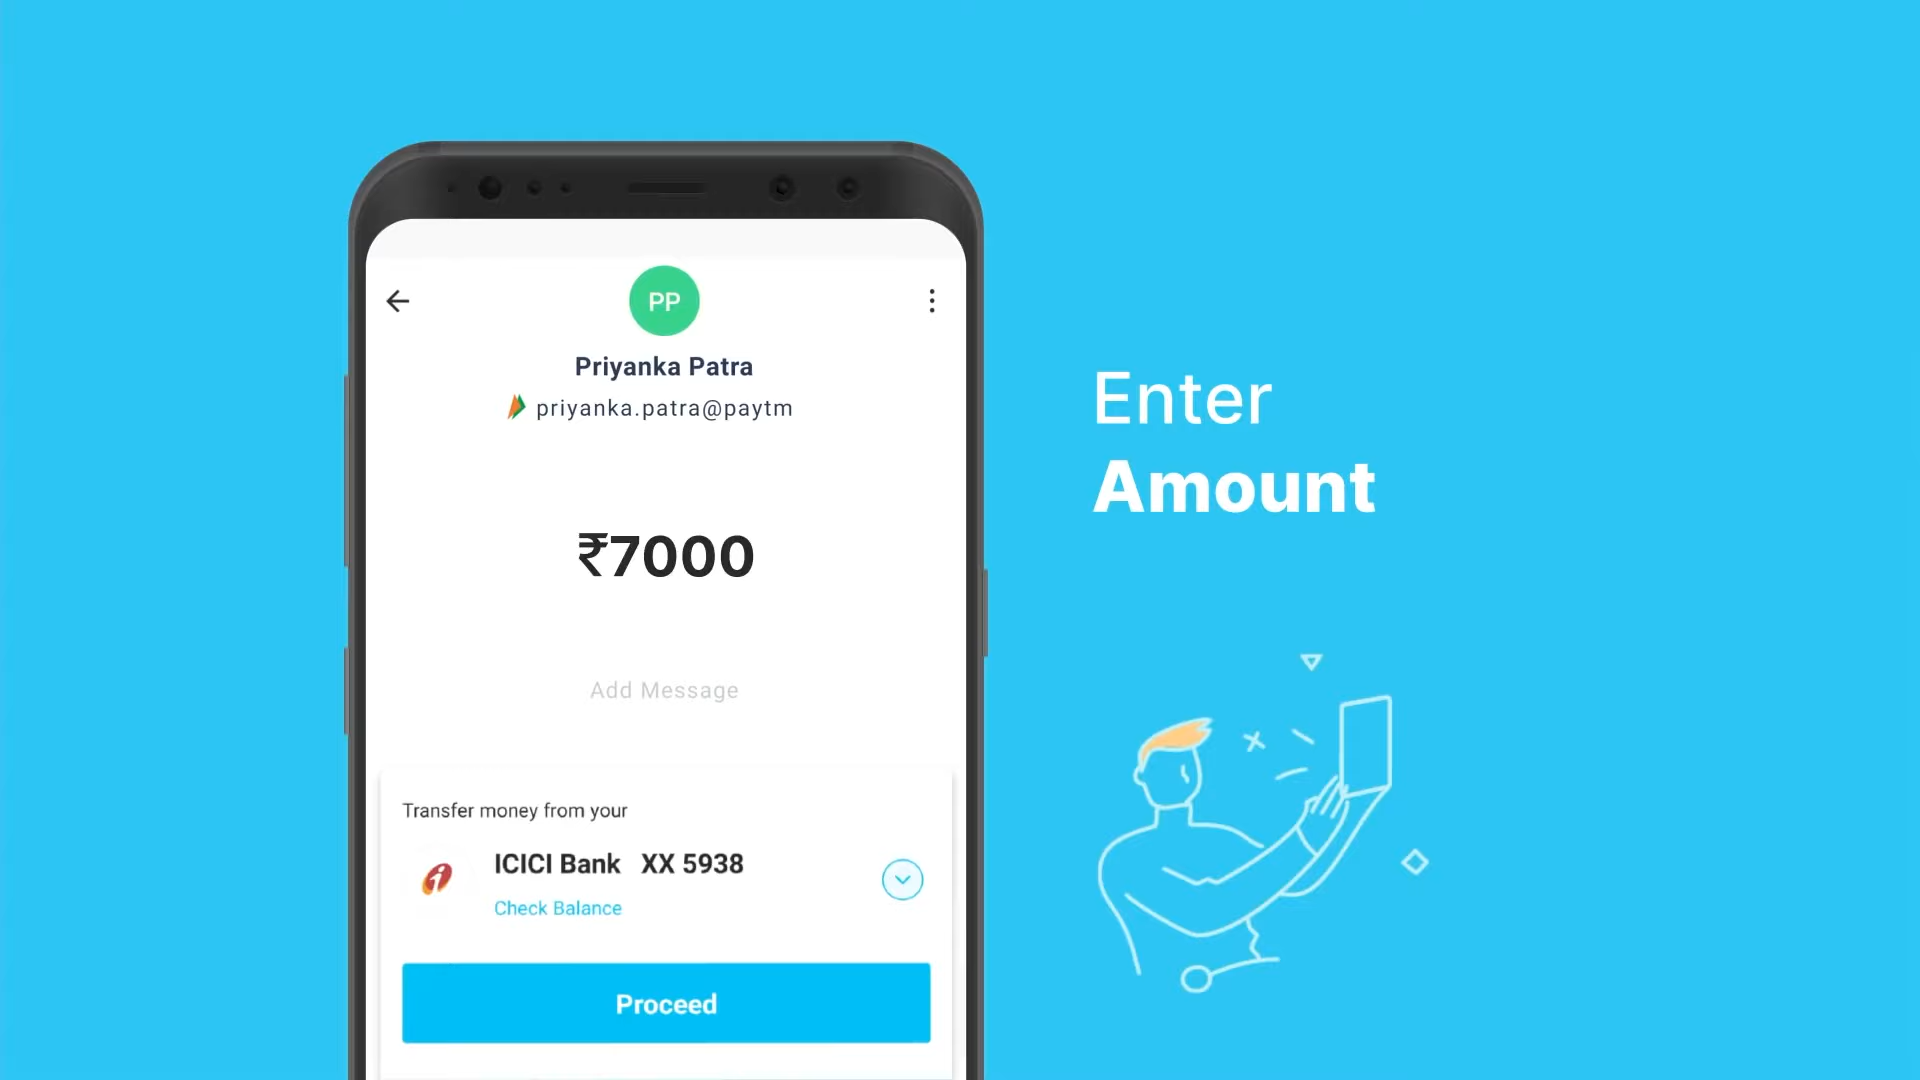 PP
Priyanka Patra
priyanka.patra@paytm
₹7000
Add Message
Transfer money from your
ICICI Bank XX 5938
Check Balance
Proceed
Enter
Amount